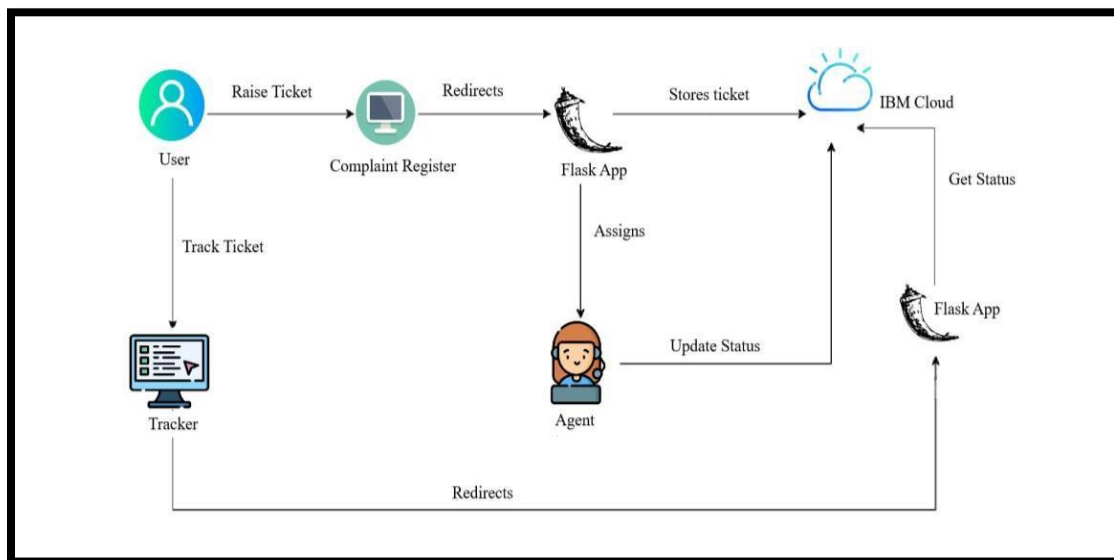 Raise Ticket
Redirects
Stores ticket
IBM Cloud
User
Complaint Register
Flask App
Get Status
Track Ticket
Assigns
Flask App
Update Status
Tracker
Agent
Redirects